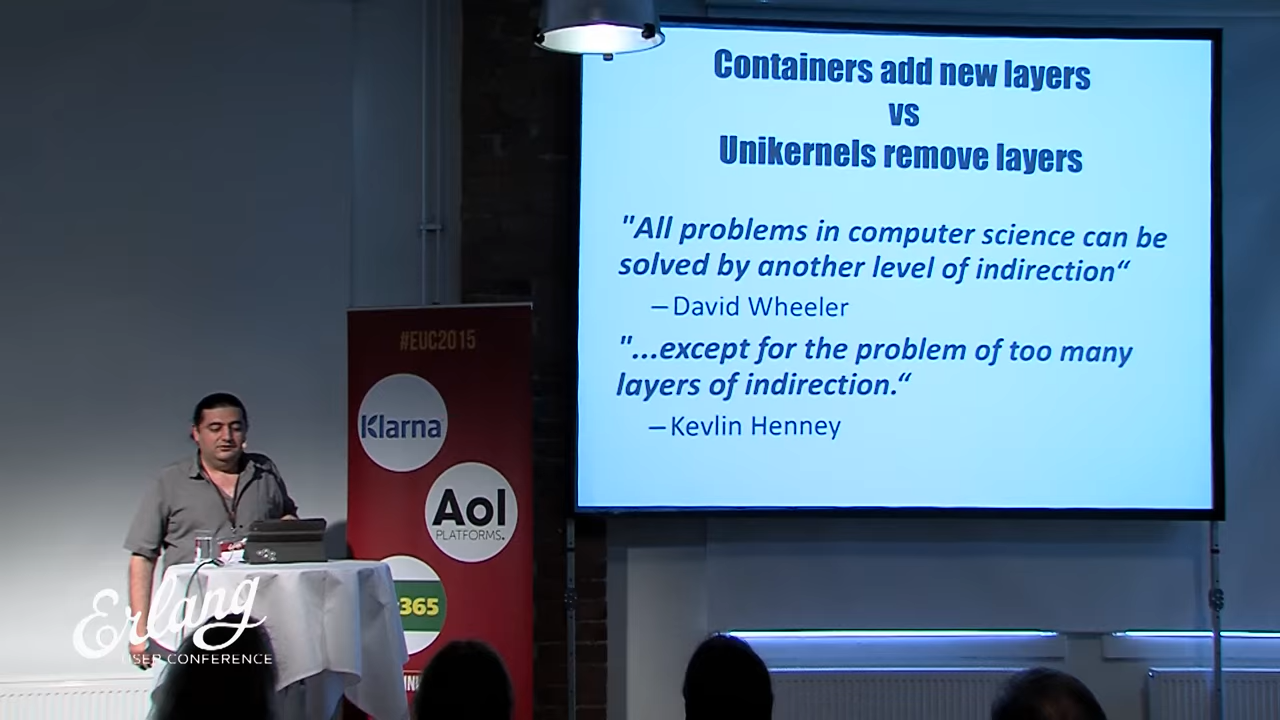 Containers add new layers
vs
Unikernels remove layers
"All problems in computer science can be
solved by another level of indirection“
– David Wheeler
"...except for the problem of too many
layers of indirection.“
– Kevlin Henney
#EUC2015
Klarna
Aol
PLATFORMS.
365
Erlang
USER CONFERENCE